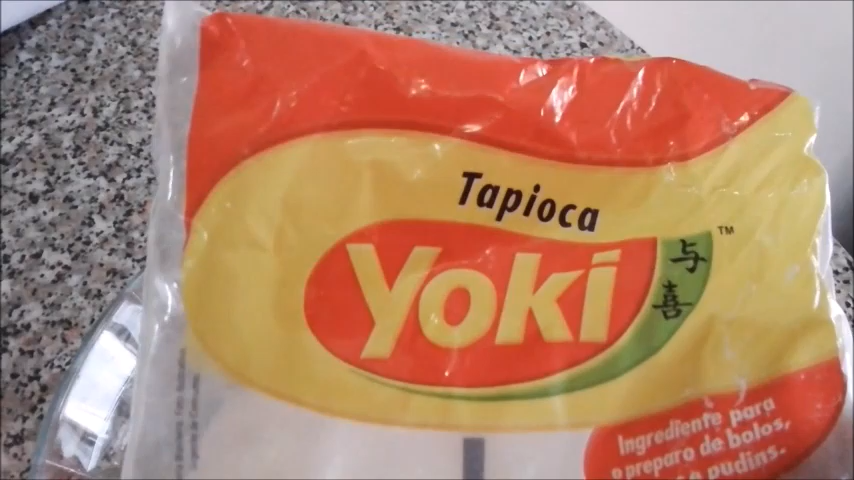 Tapioca
Yoki
TM
与
喜
Ingrediente para
o preparo de bolos,
e pudins.